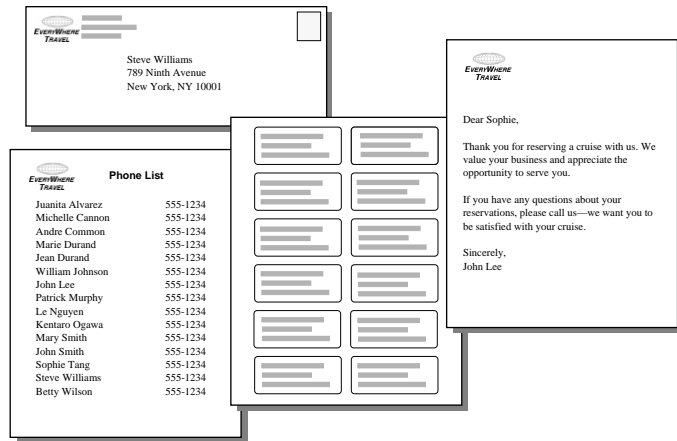 EVERYWHERE
TRAVEL
Steve Williams
789 Ninth Avenue
New York, NY 10001
EVERYWHERE
TRAVEL
Phone List
Juanita Alvarez 555-1234
Michelle Cannon 555-1234
Andre Common 555-1234
Marie Durand 555-1234
Jean Durand 555-1234
William Johnson 555-1234
John Lee 555-1234
Patrick Murphy 555-1234
Le Nguyen 555-1234
Kentaro Ogawa 555-1234
Mary Smith 555-1234
John Smith 555-1234
Sophie Tang 555-1234
Steve Williams 555-1234
Betty Wilson 555-1234
EVERYWHERE
TRAVEL
Dear Sophie,
Thank you for reserving a cruise with us. We
value your business and appreciate the
opportunity to serve you.
If you have any questions about your
reservations, please call us—we want you to
be satisfied with your cruise.
Sincerely,
John Lee